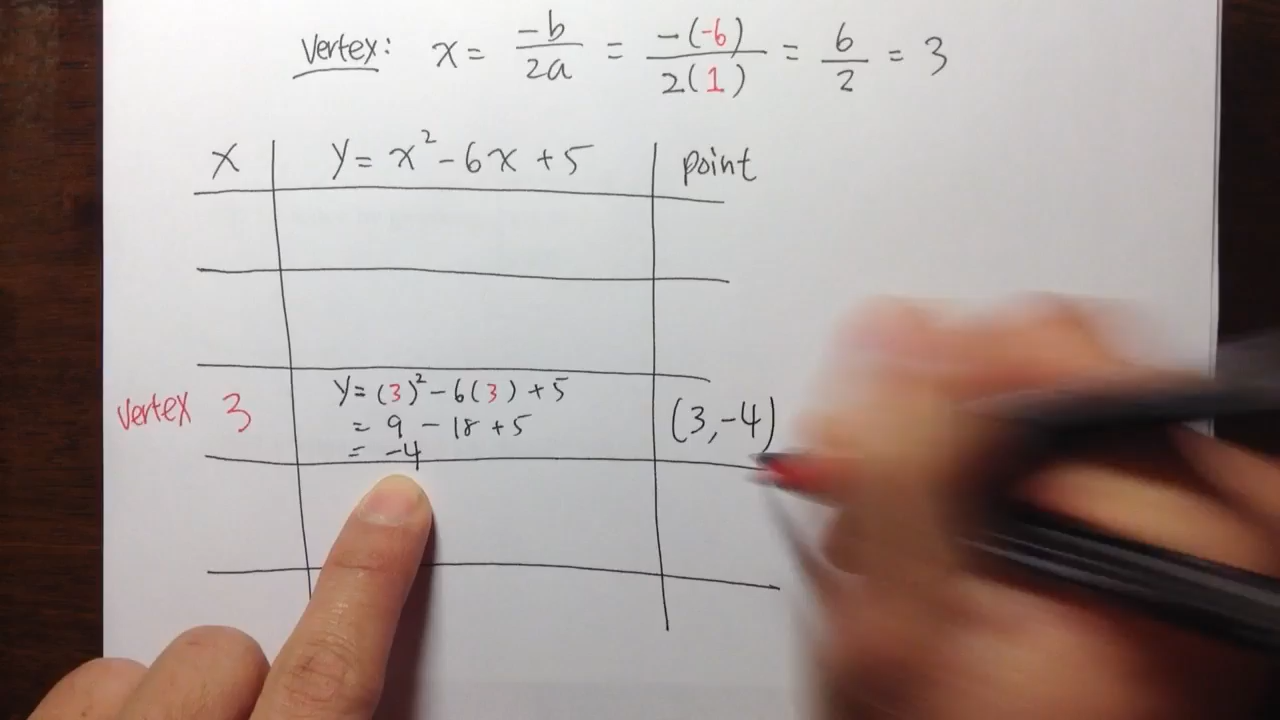 Vertex: x = -b/2a = -(-6)/2(1) = 6/2 = 3
x y = x² - 6x + 5 point
Vertex 3 y = (3)² - 6(3) + 5 (3, -4)
= 9 - 18 + 5
= -4